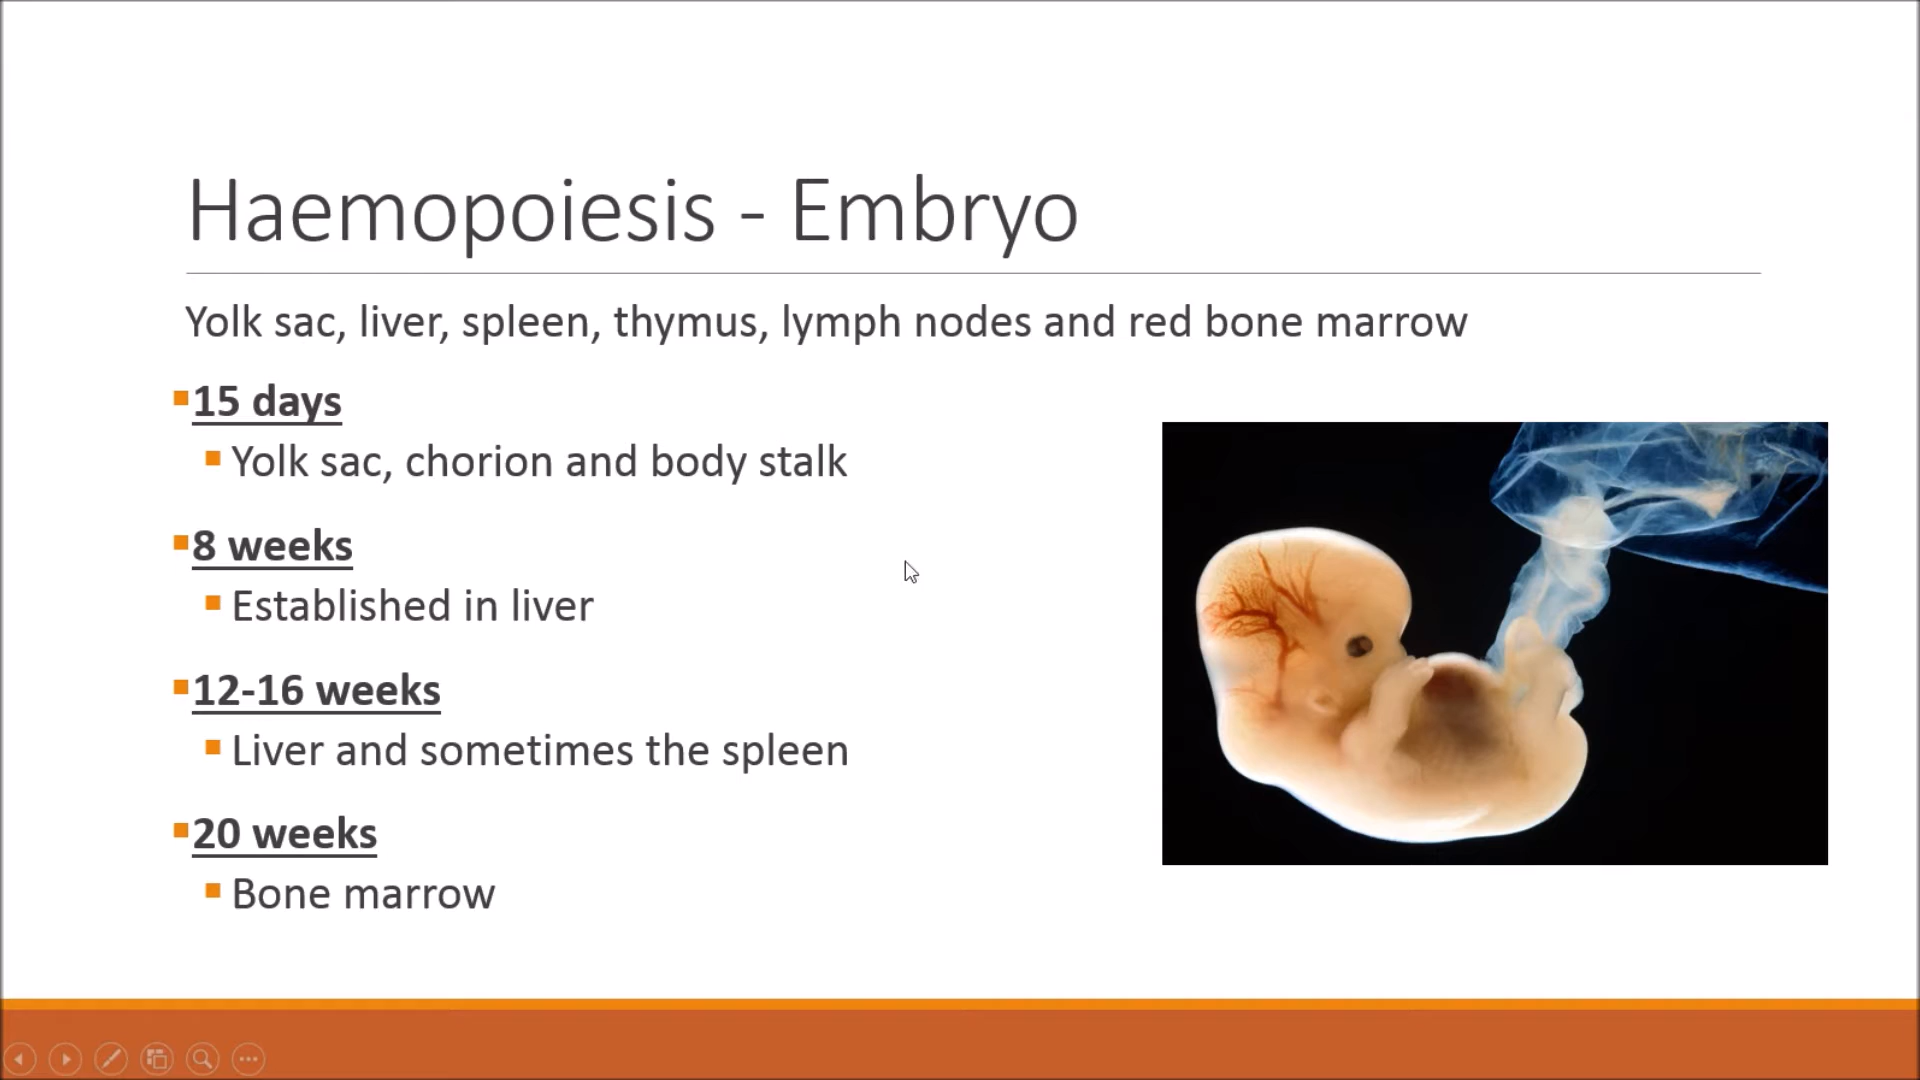 Haemopoiesis - Embryo
Yolk sac, liver, spleen, thymus, lymph nodes and red bone marrow
15 days
Yolk sac, chorion and body stalk
8 weeks
Established in liver
12-16 weeks
Liver and sometimes the spleen
20 weeks
Bone marrow